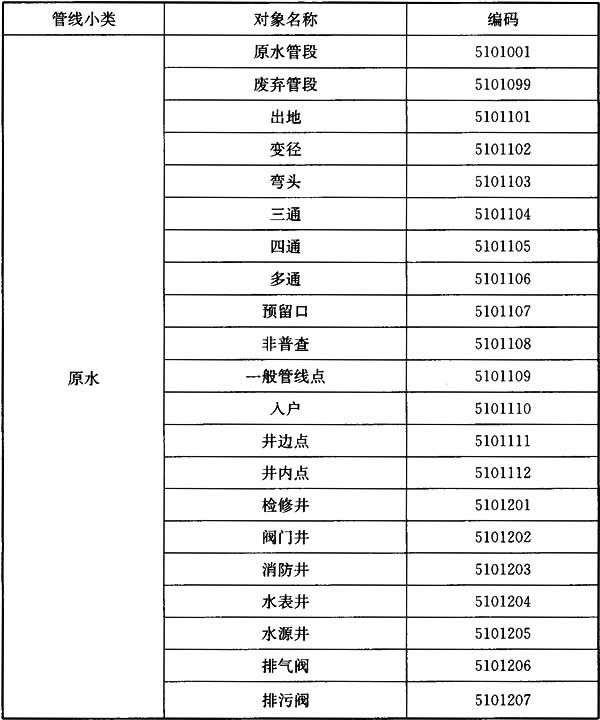 管线小类 对象名称 编码
原水管段 5101001
废弃管段 5101099
出地 5101101
变径 5101102
弯头 5101103
三通 5101104
四通 5101105
多通 5101106
预留口 5101107
非普查 5101108
原水 一般管线点 5101109
入户 5101110
井边点 5101111
井内点 5101112
检修井 5101201
阀门井 5101202
消防井 5101203
水表井 5101204
水源井 5101205
排气阀 5101206
排污阀 5101207